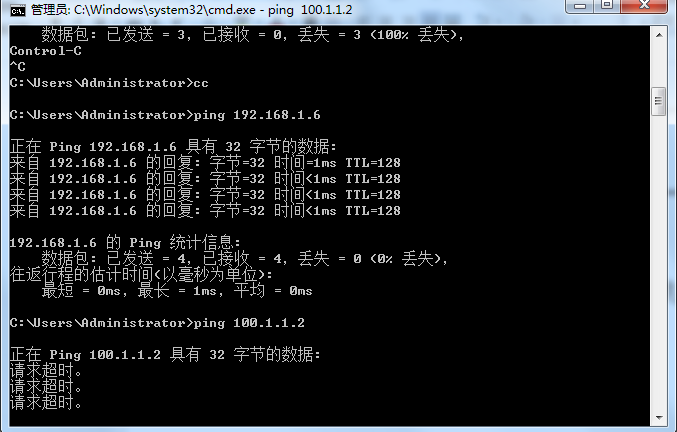 管理员: C:\Windows\system32\cmd.exe - ping  100.1.1.2
数据包: 已发送 = 3, 已接收 = 0, 丢失 = 3 (100% 丢失),
Control-C
^C
C:\Users\Administrator>cc
C:\Users\Administrator>ping 192.168.1.6
正在 Ping 192.168.1.6 具有 32 字节的数据:
来自 192.168.1.6 的回复: 字节=32 时间=1ms TTL=128
来自 192.168.1.6 的回复: 字节=32 时间<1ms TTL=128
来自 192.168.1.6 的回复: 字节=32 时间<1ms TTL=128
来自 192.168.1.6 的回复: 字节=32 时间<1ms TTL=128
192.168.1.6 的 Ping 统计信息:
数据包: 已发送 = 4, 已接收 = 4, 丢失 = 0 (0% 丢失),
往返行程的估计时间(以毫秒为单位):
最短 = 0ms, 最长 = 1ms, 平均 = 0ms
C:\Users\Administrator>ping 100.1.1.2
正在 Ping 100.1.1.2 具有 32 字节的数据:
请求超时。
请求超时。
请求超时。